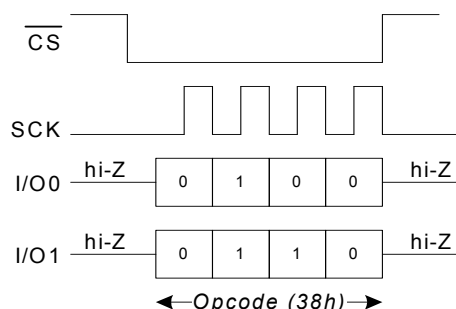 CS
SCK
hi-Z hi-Z
I/O0 0 1 0 0
hi-Z hi-Z
I/O1 0 1 1 0
Opcode (38h)